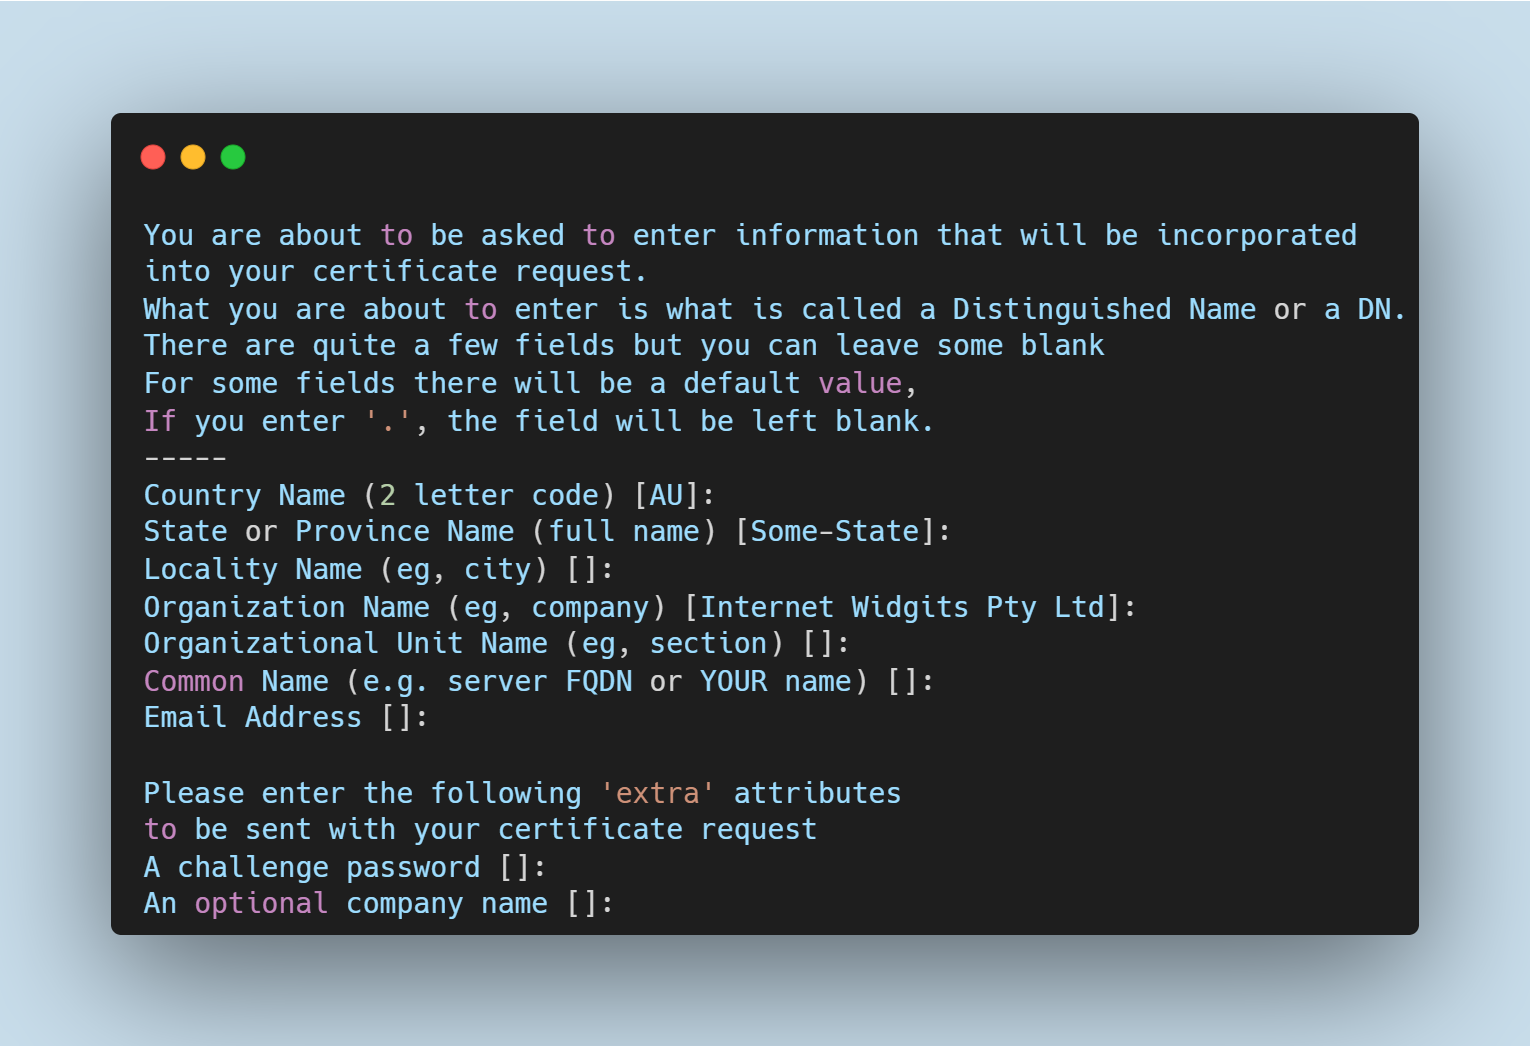 You are about to be asked to enter information that will be incorporated
into your certificate request.
What you are about to enter is what is called a Distinguished Name or a DN.
There are quite a few fields but you can leave some blank
For some fields there will be a default value,
If you enter '.', the field will be left blank.
-----
Country Name (2 letter code) [AU]:
State or Province Name (full name) [Some-State]:
Locality Name (eg, city) []:
Organization Name (eg, company) [Internet Widgits Pty Ltd]:
Organizational Unit Name (eg, section) []:
Common Name (e.g. server FQDN or YOUR name) []:
Email Address []:
Please enter the following 'extra' attributes
to be sent with your certificate request
A challenge password []:
An optional company name []: